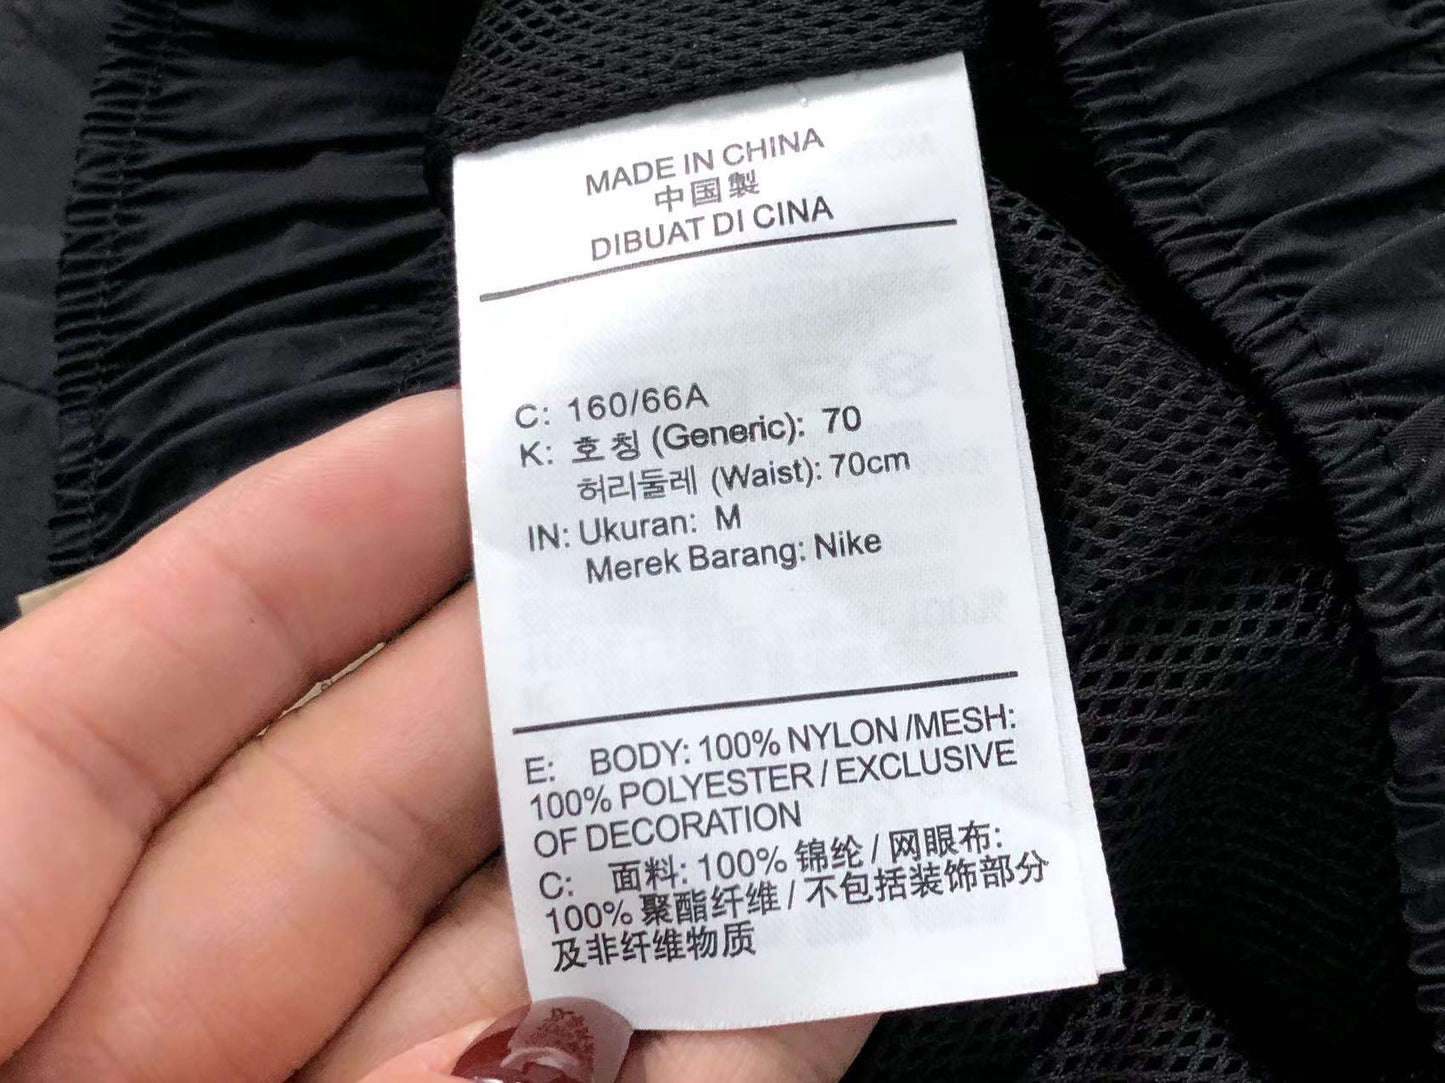 MADE IN CHINA
中国製
DIBUAT DI CINA
C: 160/66A
K: 호칭 (Generic): 70
허리둘레 (Waist): 70cm
IN: Ukuran: M
Merek Barang: Nike
E: BODY: 100% NYLON /MESH:
100% POLYESTER / EXCLUSIVE
OF DECORATION
C: 面料: 100% 锦纶 / 网眼布:
100% 聚酯纤维 / 不包括装饰部分
及非纤维物质